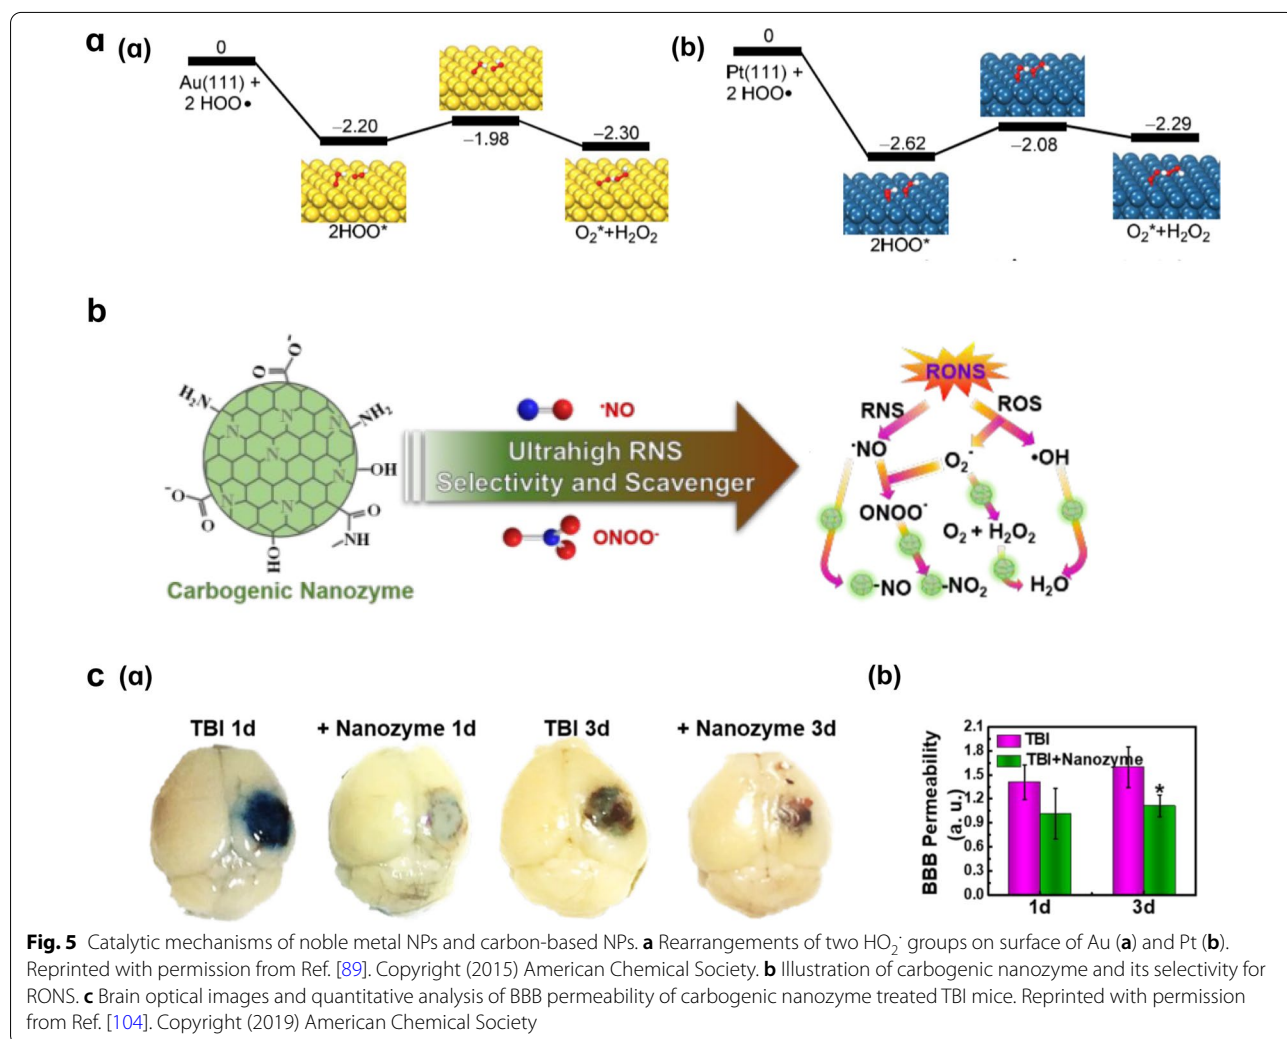 a (a)
0
Au(111) +
2 HOO•
−2.20
2HOO*
−1.98
−2.30
O₂*+H₂O₂
(b)
0
Pt(111) +
2 HOO•
−2.62
2HOO*
−2.08
−2.29
O₂*+H₂O₂
b
O⁻
O
H₂N
NH₂
N
N
N
N
N
N
N
OH
⁻O
O
O
NH
HO
Carbogenic Nanozyme
˙NO
Ultrahigh RNS
Selectivity and Scavenger
ONOO⁻
RONS
RNS
ROS
˙NO
O₂˙⁻
•OH
ONOO⁻
O₂ + H₂O₂
-NO
-NO₂
H₂O
c (a)
TBI 1d
+ Nanozyme 1d
TBI 3d
+ Nanozyme 3d
(b)
BBB Permeability
(a. u.)
2.1
1.8
1.5
1.2
0.9
0.6
0.3
0.0
TBI
TBI+Nanozyme
*
1d
3d
Fig. 5 Catalytic mechanisms of noble metal NPs and carbon-based NPs. a Rearrangements of two HO₂˙ groups on surface of Au (a) and Pt (b).
Reprinted with permission from Ref. [89]. Copyright (2015) American Chemical Society. b Illustration of carbogenic nanozyme and its selectivity for
RONS. c Brain optical images and quantitative analysis of BBB permeability of carbogenic nanozyme treated TBI mice. Reprinted with permission
from Ref. [104]. Copyright (2019) American Chemical Society